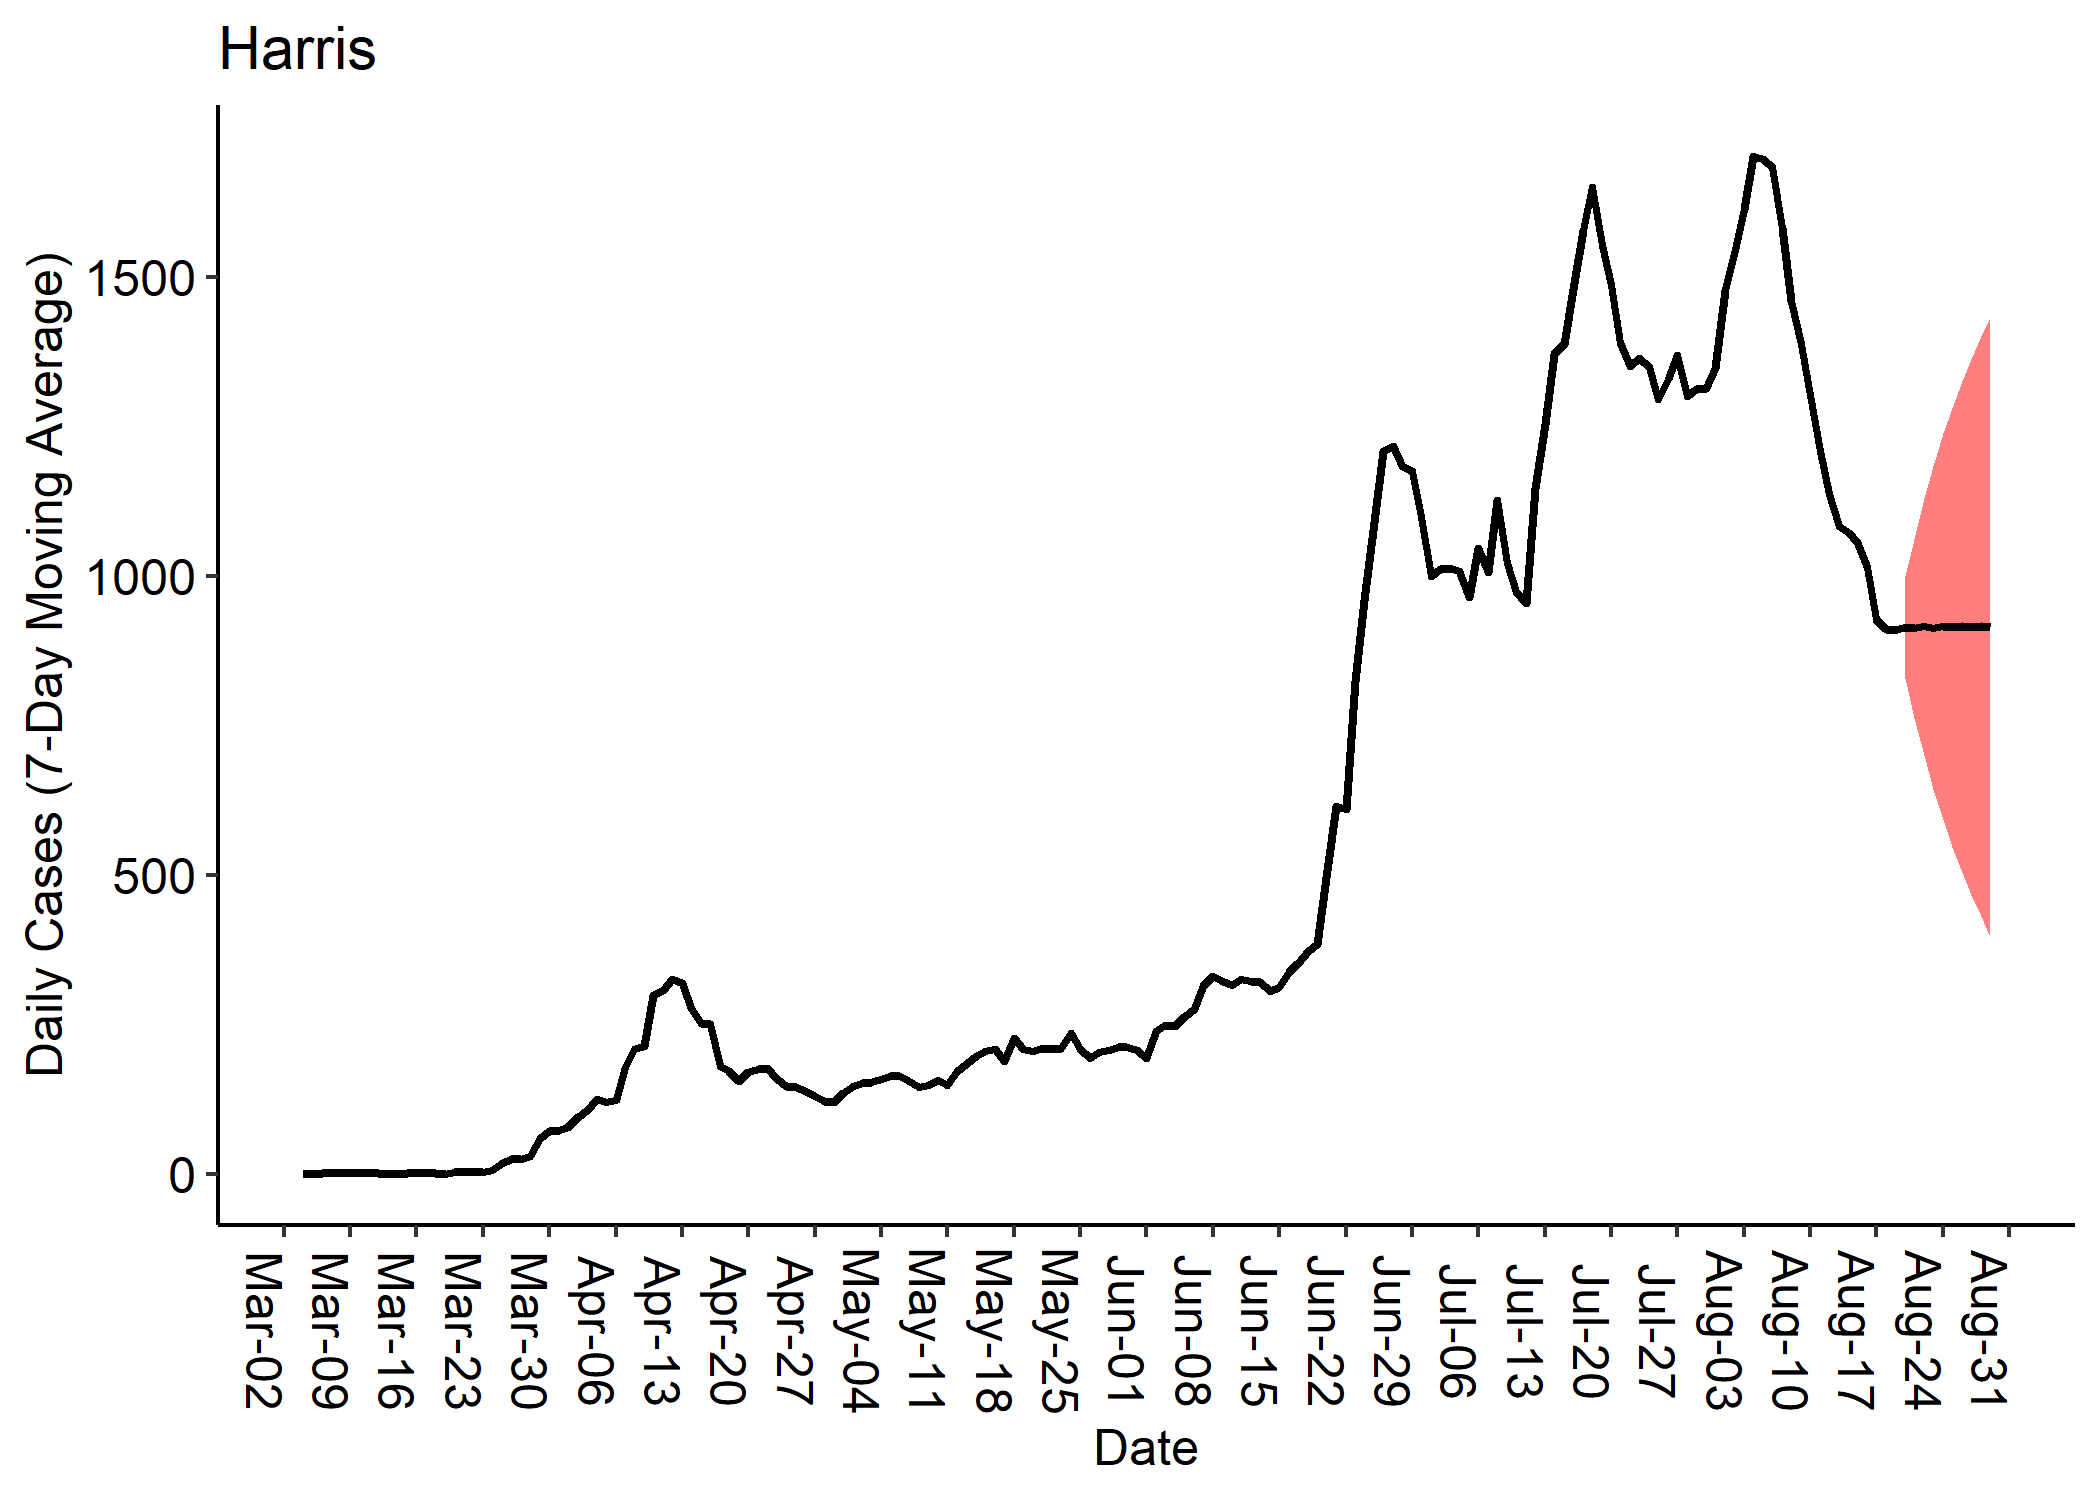 Harris
Daily Cases (7-Day Moving Average)
1500
1000
500
0
Mar-02
Mar-09
Mar-16
Mar-23
Mar-30
Apr-06
Apr-13
Apr-20
Apr-27
May-04
May-11
May-18
May-25
Jun-01
Jun-08
Jun-15
Jun-22
Jun-29
Jul-06
Jul-13
Jul-20
Jul-27
Aug-03
Aug-10
Aug-17
Aug-24
Aug-31
Date